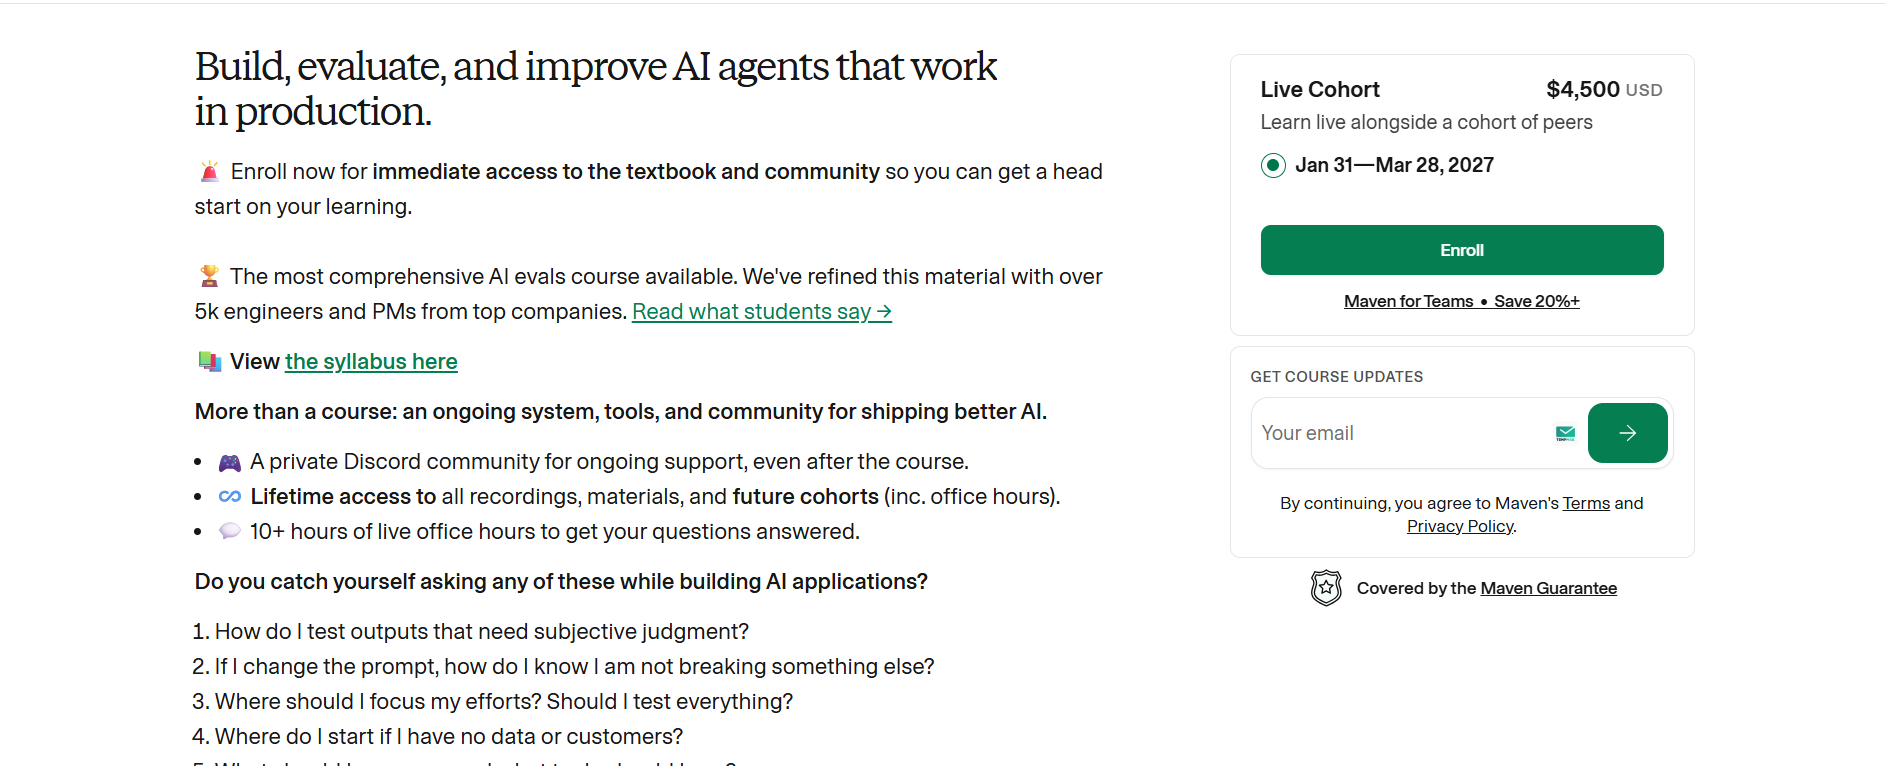 Build, evaluate, and improve AI agents that work
in production.
🚨 Enroll now for immediate access to the textbook and community so you can get a head
start on your learning.
🏆 The most comprehensive AI evals course available. We've refined this material with over
5k engineers and PMs from top companies. Read what students say →
📚 View the syllabus here
More than a course: an ongoing system, tools, and community for shipping better AI.
• 🎮 A private Discord community for ongoing support, even after the course.
• ♾️ Lifetime access to all recordings, materials, and future cohorts (inc. office hours).
• 💬 10+ hours of live office hours to get your questions answered.
Do you catch yourself asking any of these while building AI applications?
1. How do I test outputs that need subjective judgment?
2. If I change the prompt, how do I know I am not breaking something else?
3. Where should I focus my efforts? Should I test everything?
4. Where do I start if I have no data or customers?
Live Cohort $4,500 USD
Learn live alongside a cohort of peers
Jan 31—Mar 28, 2027
Enroll
Maven for Teams • Save 20%+
GET COURSE UPDATES
Your email
By continuing, you agree to Maven's Terms and
Privacy Policy.
Covered by the Maven Guarantee